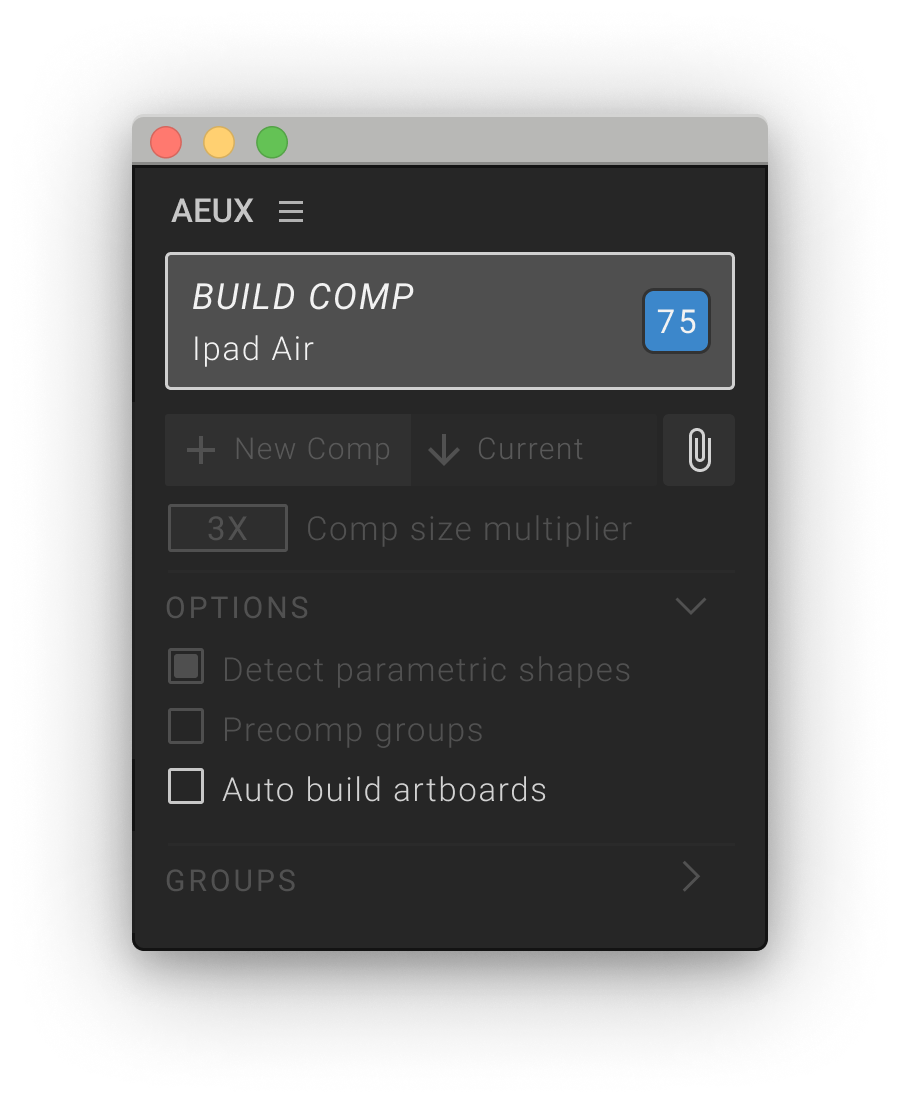 AEUX
BUILD COMP
Ipad Air
75
New Comp
Current
3X
Comp size multiplier
OPTIONS
Detect parametric shapes
Precomp groups
Auto build artboards
GROUPS